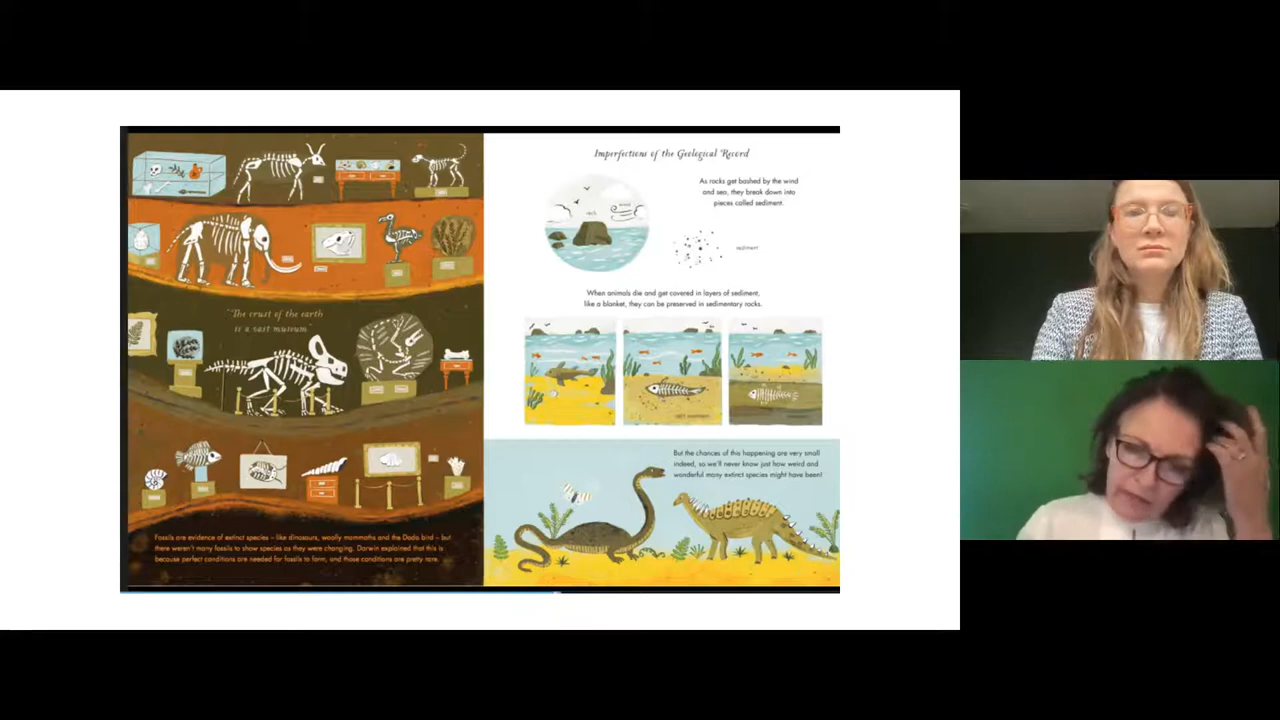 "The crust of the earth
is a vast museum"
Fossils are evidence of extinct species – like dinosaurs, woolly mammoths and the Dodo bird – but
there weren't many fossils to show species as they were changing. Darwin explained that this is
because perfect conditions are needed for fossils to form, and those conditions are pretty rare.
Imperfections of the Geological Record
As rocks get bashed by the wind
and sea, they break down into
pieces called sediment.
wind
rock
sediment
When animals die and get covered in layers of sediment,
like a blanket, they can be preserved in sedimentary rocks.
But the chances of this happening are very small
indeed, so we'll never know just how weird and
wonderful many extinct species might have been!